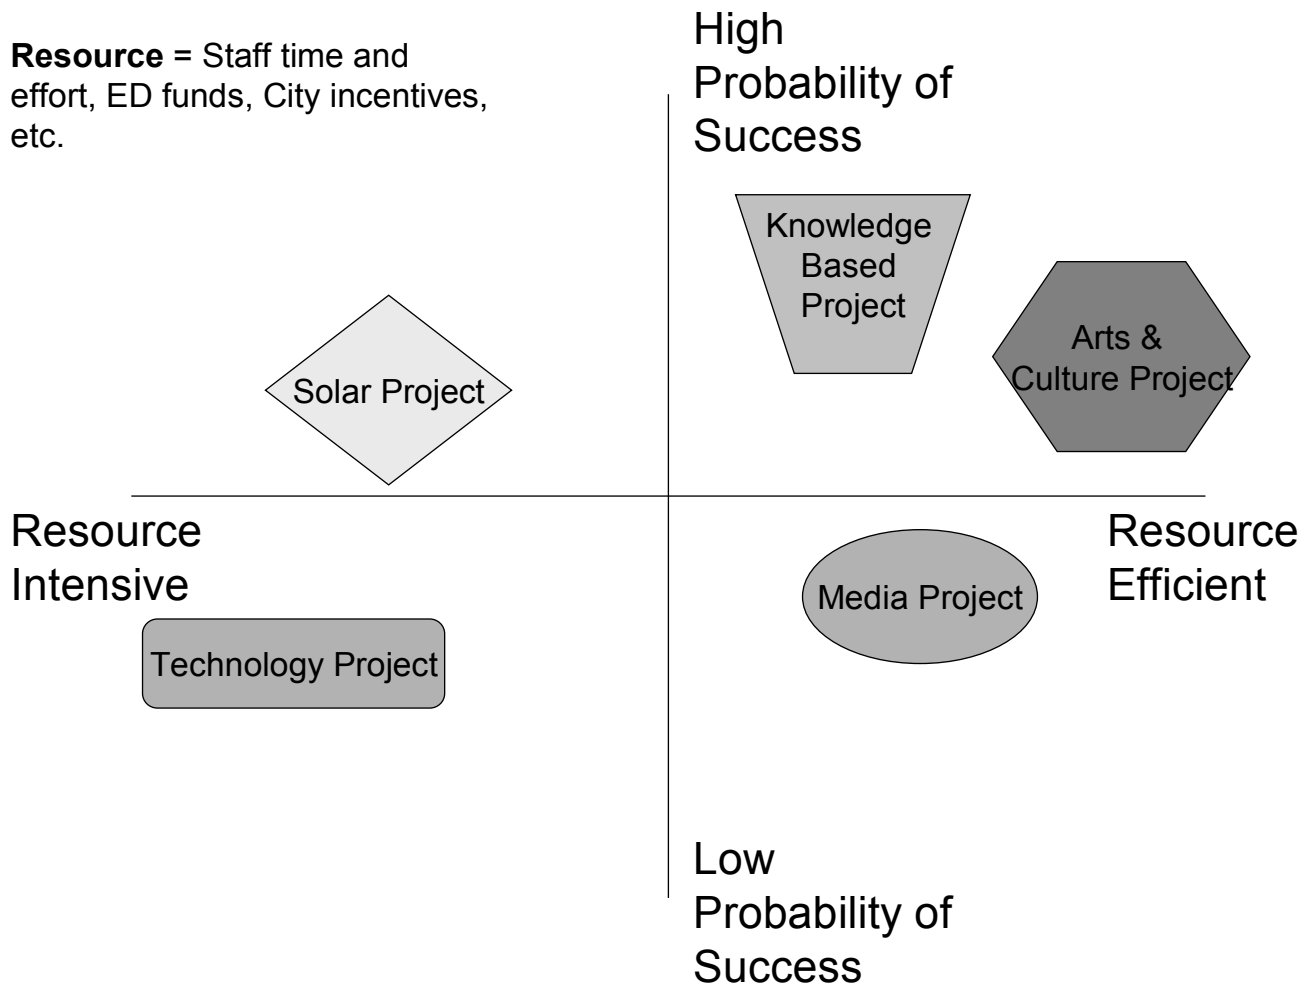 Resource = Staff time and
effort, ED funds, City incentives,
etc.
High
Probability of
Success
Knowledge
Based
Project
Arts &
Culture Project
Solar Project
Resource
Intensive
Resource
Efficient
Media Project
Technology Project
Low
Probability of
Success